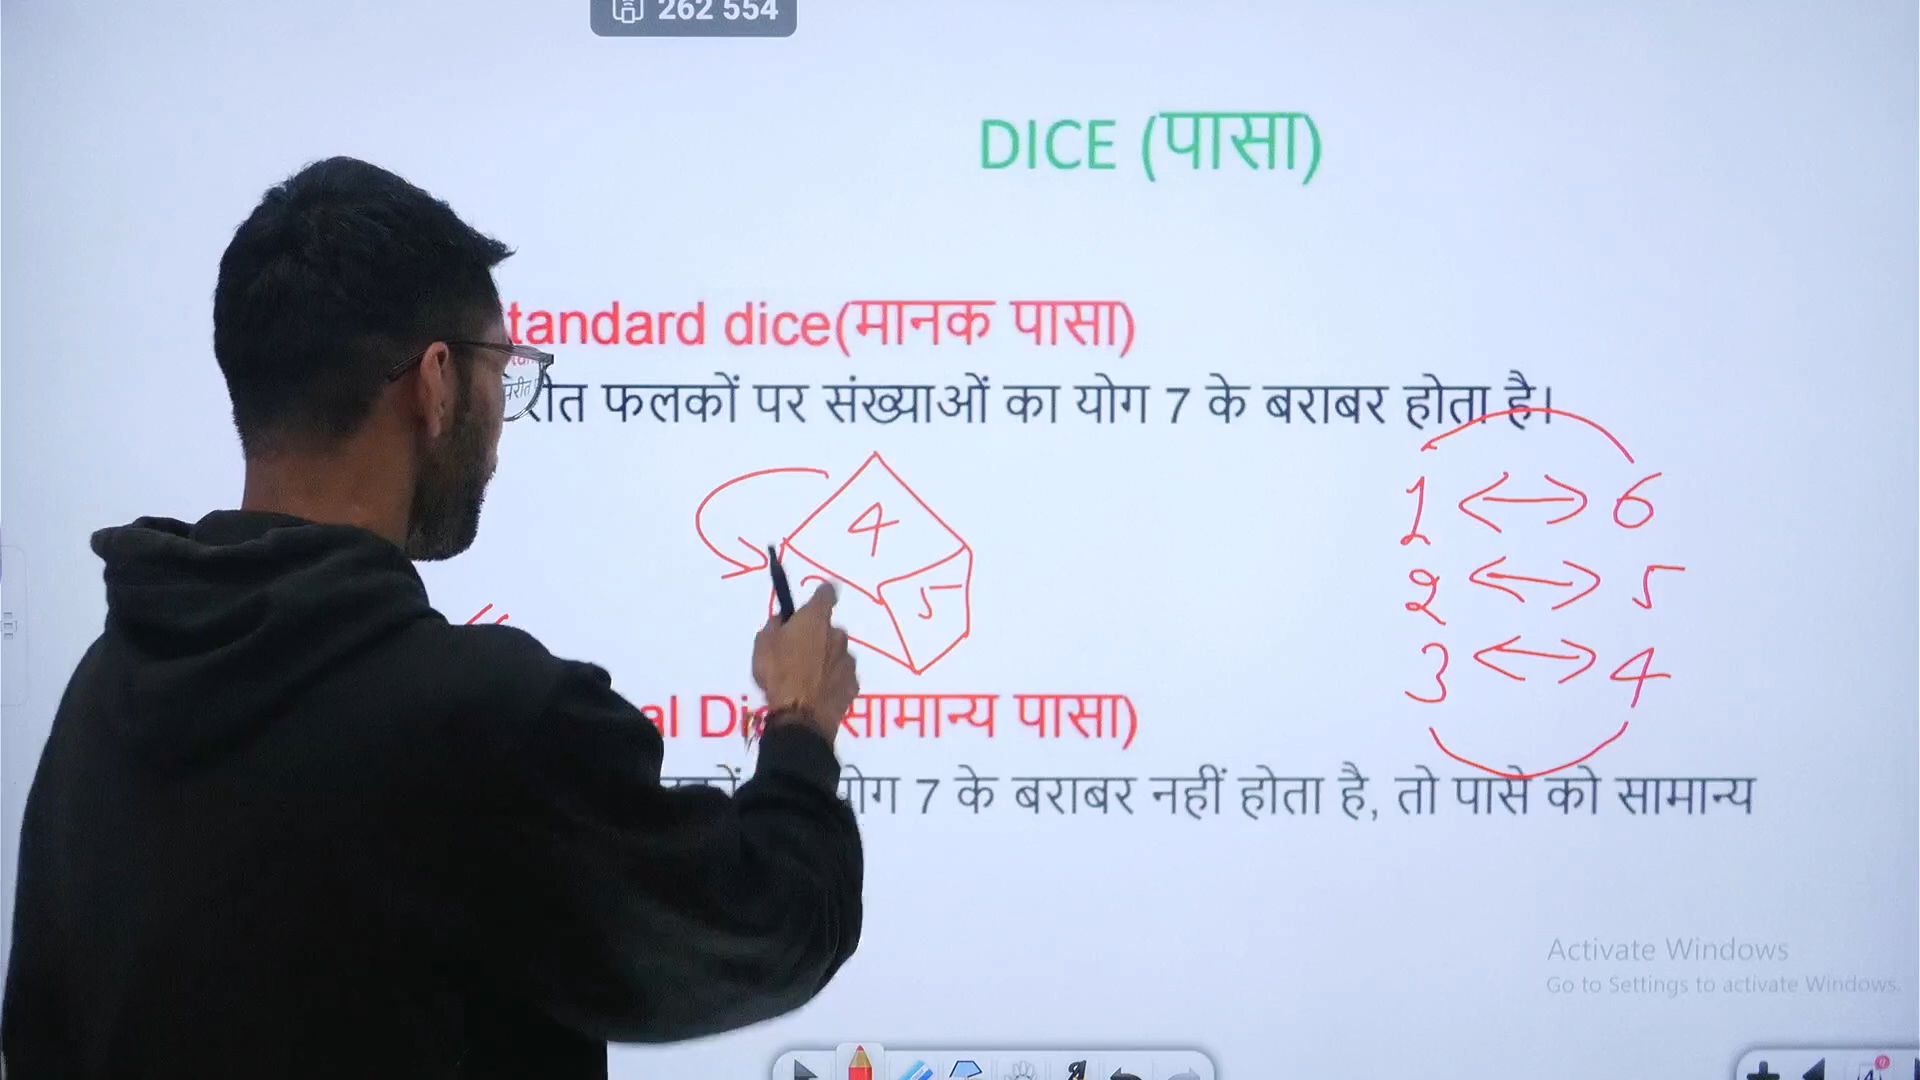 262 554
DICE (पासा)
tandard dice(मानक पासा)
रीत फलकों पर संख्याओं का योग 7 के बराबर होता है।
4
5
1 <-> 6
2 <-> 5
3 <-> 4
al Di सामान्य पासा)
योग 7 के बराबर नहीं होता है, तो पासे को सामान्य
Activate Windows
Go to Settings to activate Windows.